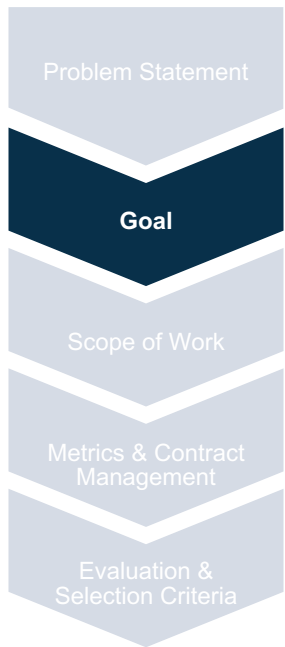 Problem Statement
Goal
Scope of Work
Metrics & Contract
Management
Evaluation &
Selection Criteria